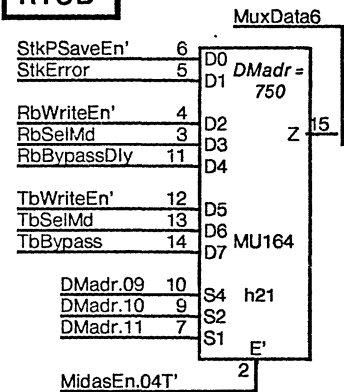 MuxData6
StkPSaveEn' 6 D0 DMadr =
StkError 5 D1 750
RbWriteEn' 4 D2
RbSelMd 3 D3 Z 15
RbBypassDly 11 D4
TbWriteEn' 12 D5
TbSelMd 13 D6
TbBypass 14 D7 MU164
DMadr.09 10 S4 h21
DMadr.10 9 S2
DMadr.11 7 S1
E'
2
MidasEn.04T'